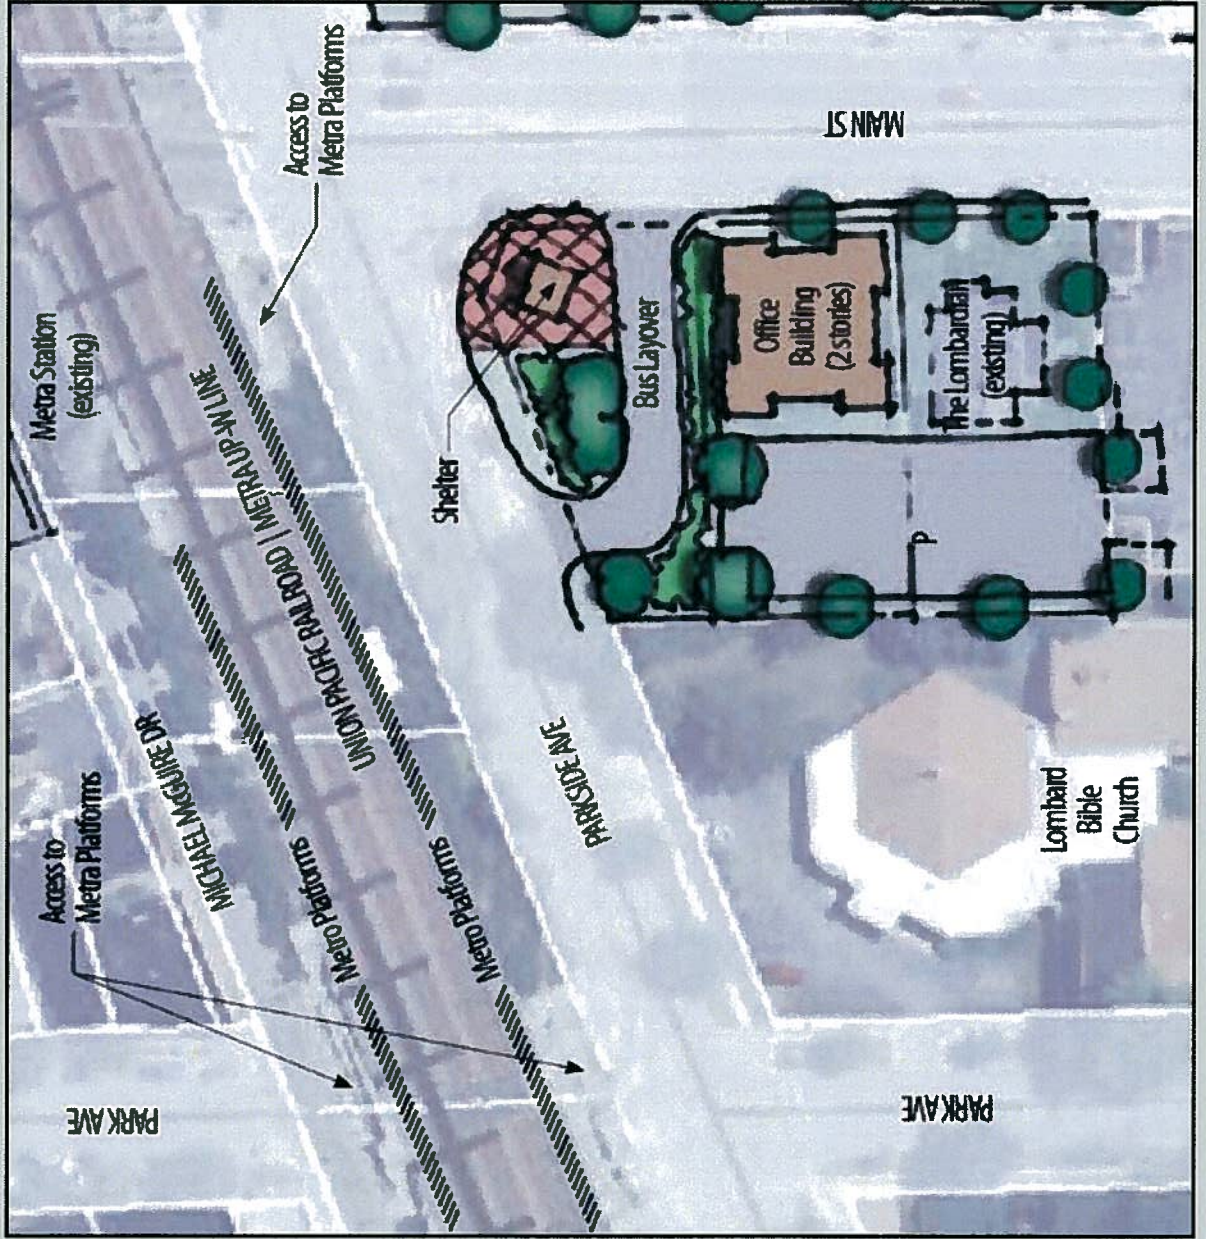 Access to
Metra Platforms
MAIN ST
Metra Station
(existing)
UNION PACIFIC RAILROAD | METRA UP-W LINE
Shelter
Bus Layover
Office
Building
(2 stories)
The Lombardian
(existing)
P
MICHAEL McGUIRE DR
PARKSIDE AVE
Access to
Metra Platforms
Metro Platforms
Metro Platforms
Lombard
Bible
Church
PARK AVE
PARK AVE